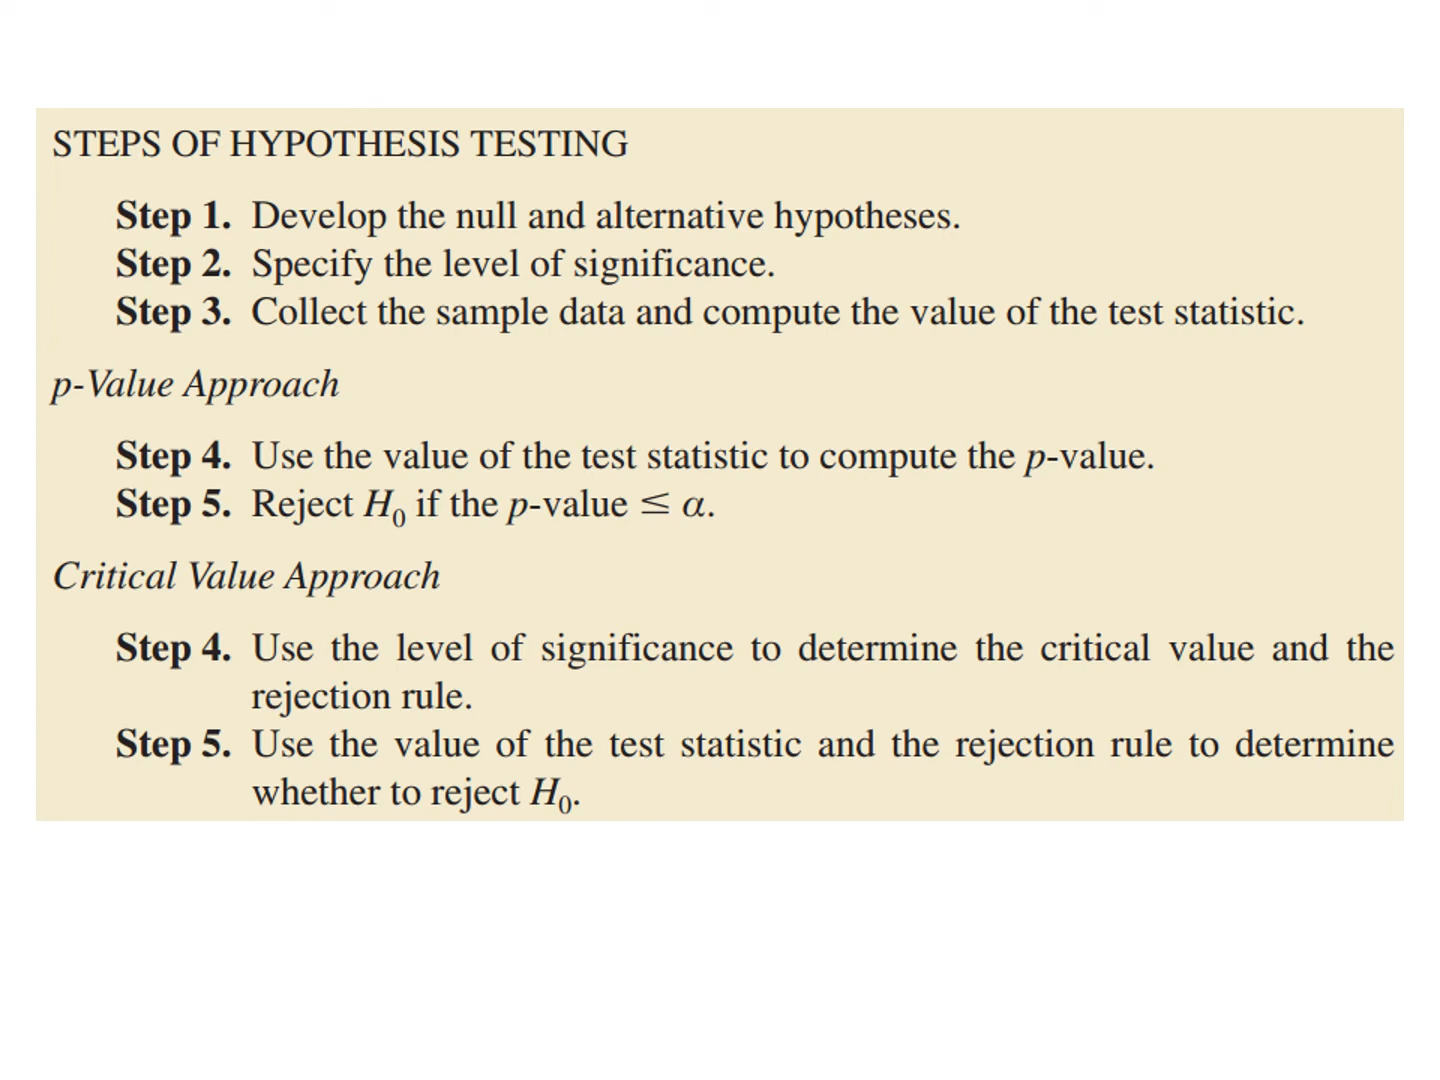 STEPS OF HYPOTHESIS TESTING
Step 1. Develop the null and alternative hypotheses.
Step 2. Specify the level of significance.
Step 3. Collect the sample data and compute the value of the test statistic.
p-Value Approach
Step 4. Use the value of the test statistic to compute the p-value.
Step 5. Reject H₀ if the p-value ≤ α.
Critical Value Approach
Step 4. Use the level of significance to determine the critical value and the
rejection rule.
Step 5. Use the value of the test statistic and the rejection rule to determine
whether to reject H₀.